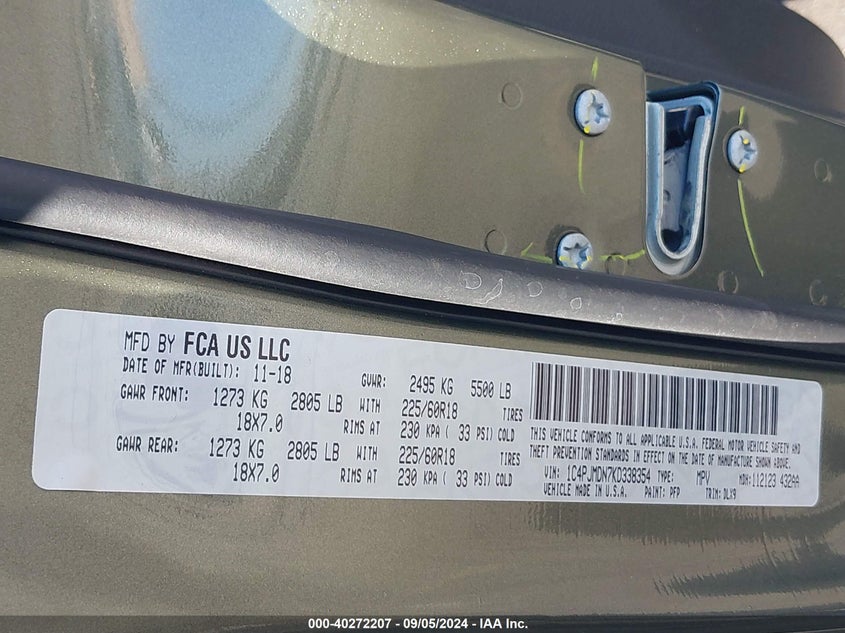 MFD BY FCA US LLC
DATE OF MFR(BUILT): 11-18 GVWR: 2495 KG 5500 LB
GAWR FRONT: 1273 KG 2805 LB WITH 225/60R18 TIRES
18X7.0 RIMS AT 230 KPA ( 33 PSI) COLD
GAWR REAR: 1273 KG 2805 LB WITH 225/60R18 TIRES
18X7.0 RIMS AT 230 KPA ( 33 PSI) COLD
THIS VEHICLE CONFORMS TO ALL APPLICABLE U.S.A. FEDERAL MOTOR VEHICLE SAFETY AND
THEFT PREVENTION STANDARDS IN EFFECT ON THE DATE OF MANUFACTURE SHOWN ABOVE.
VIN: 1C4PJMDN7KD338354 TYPE: MPV MDH: 112123 432AA
VEHICLE MADE IN U.S.A. PAINT: PFP TRIM: DLX9
000-40272207 - 09/05/2024 - IAA Inc.